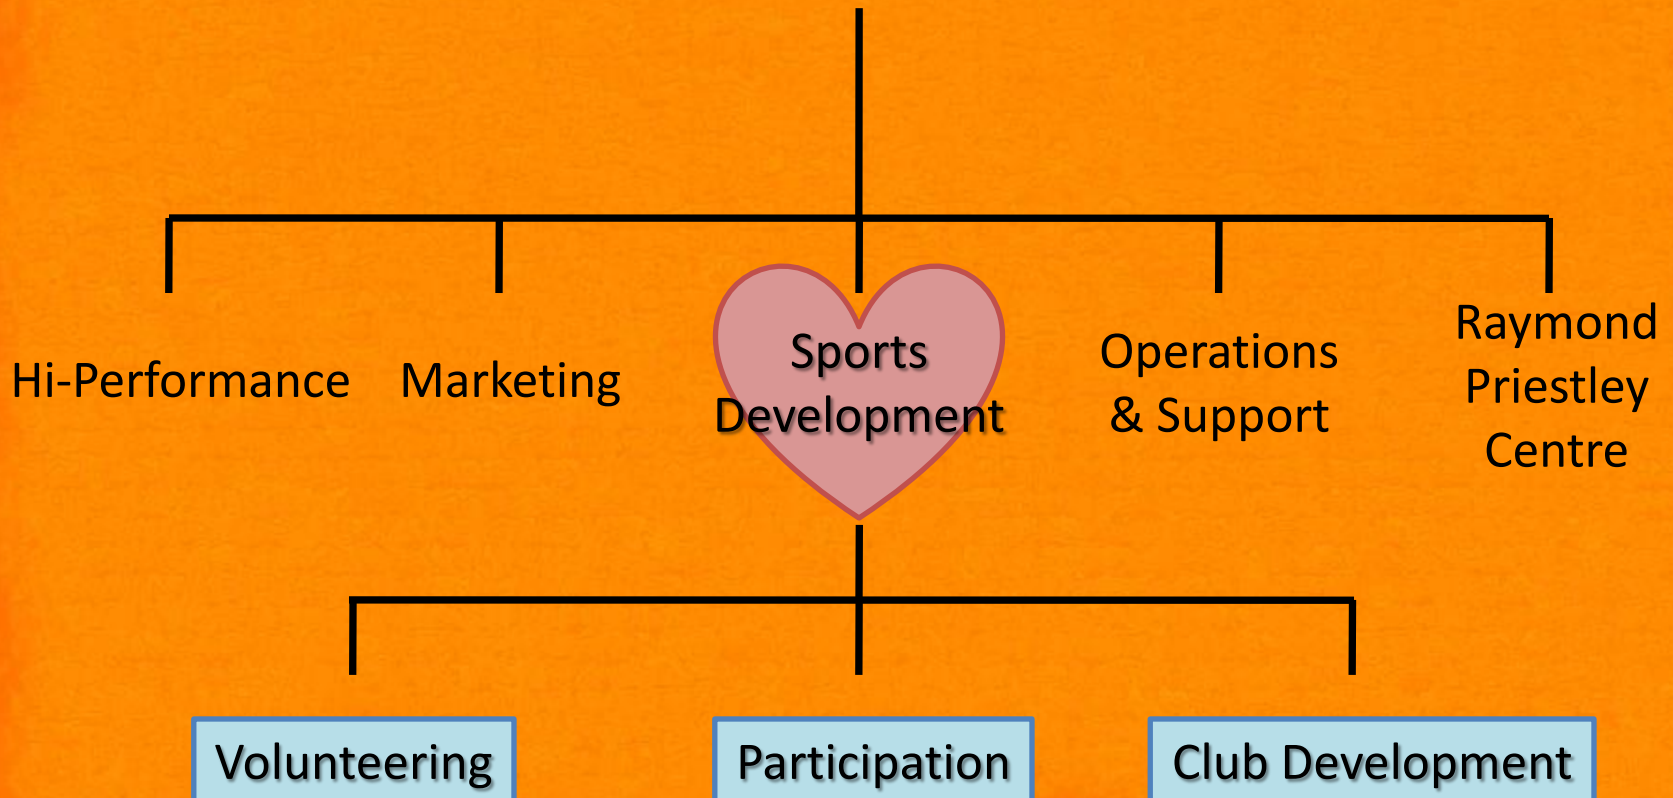 Hi-Performance
Marketing
Sports
Development
Operations
& Support
Raymond
Priestley
Centre
Volunteering
Participation
Club Development